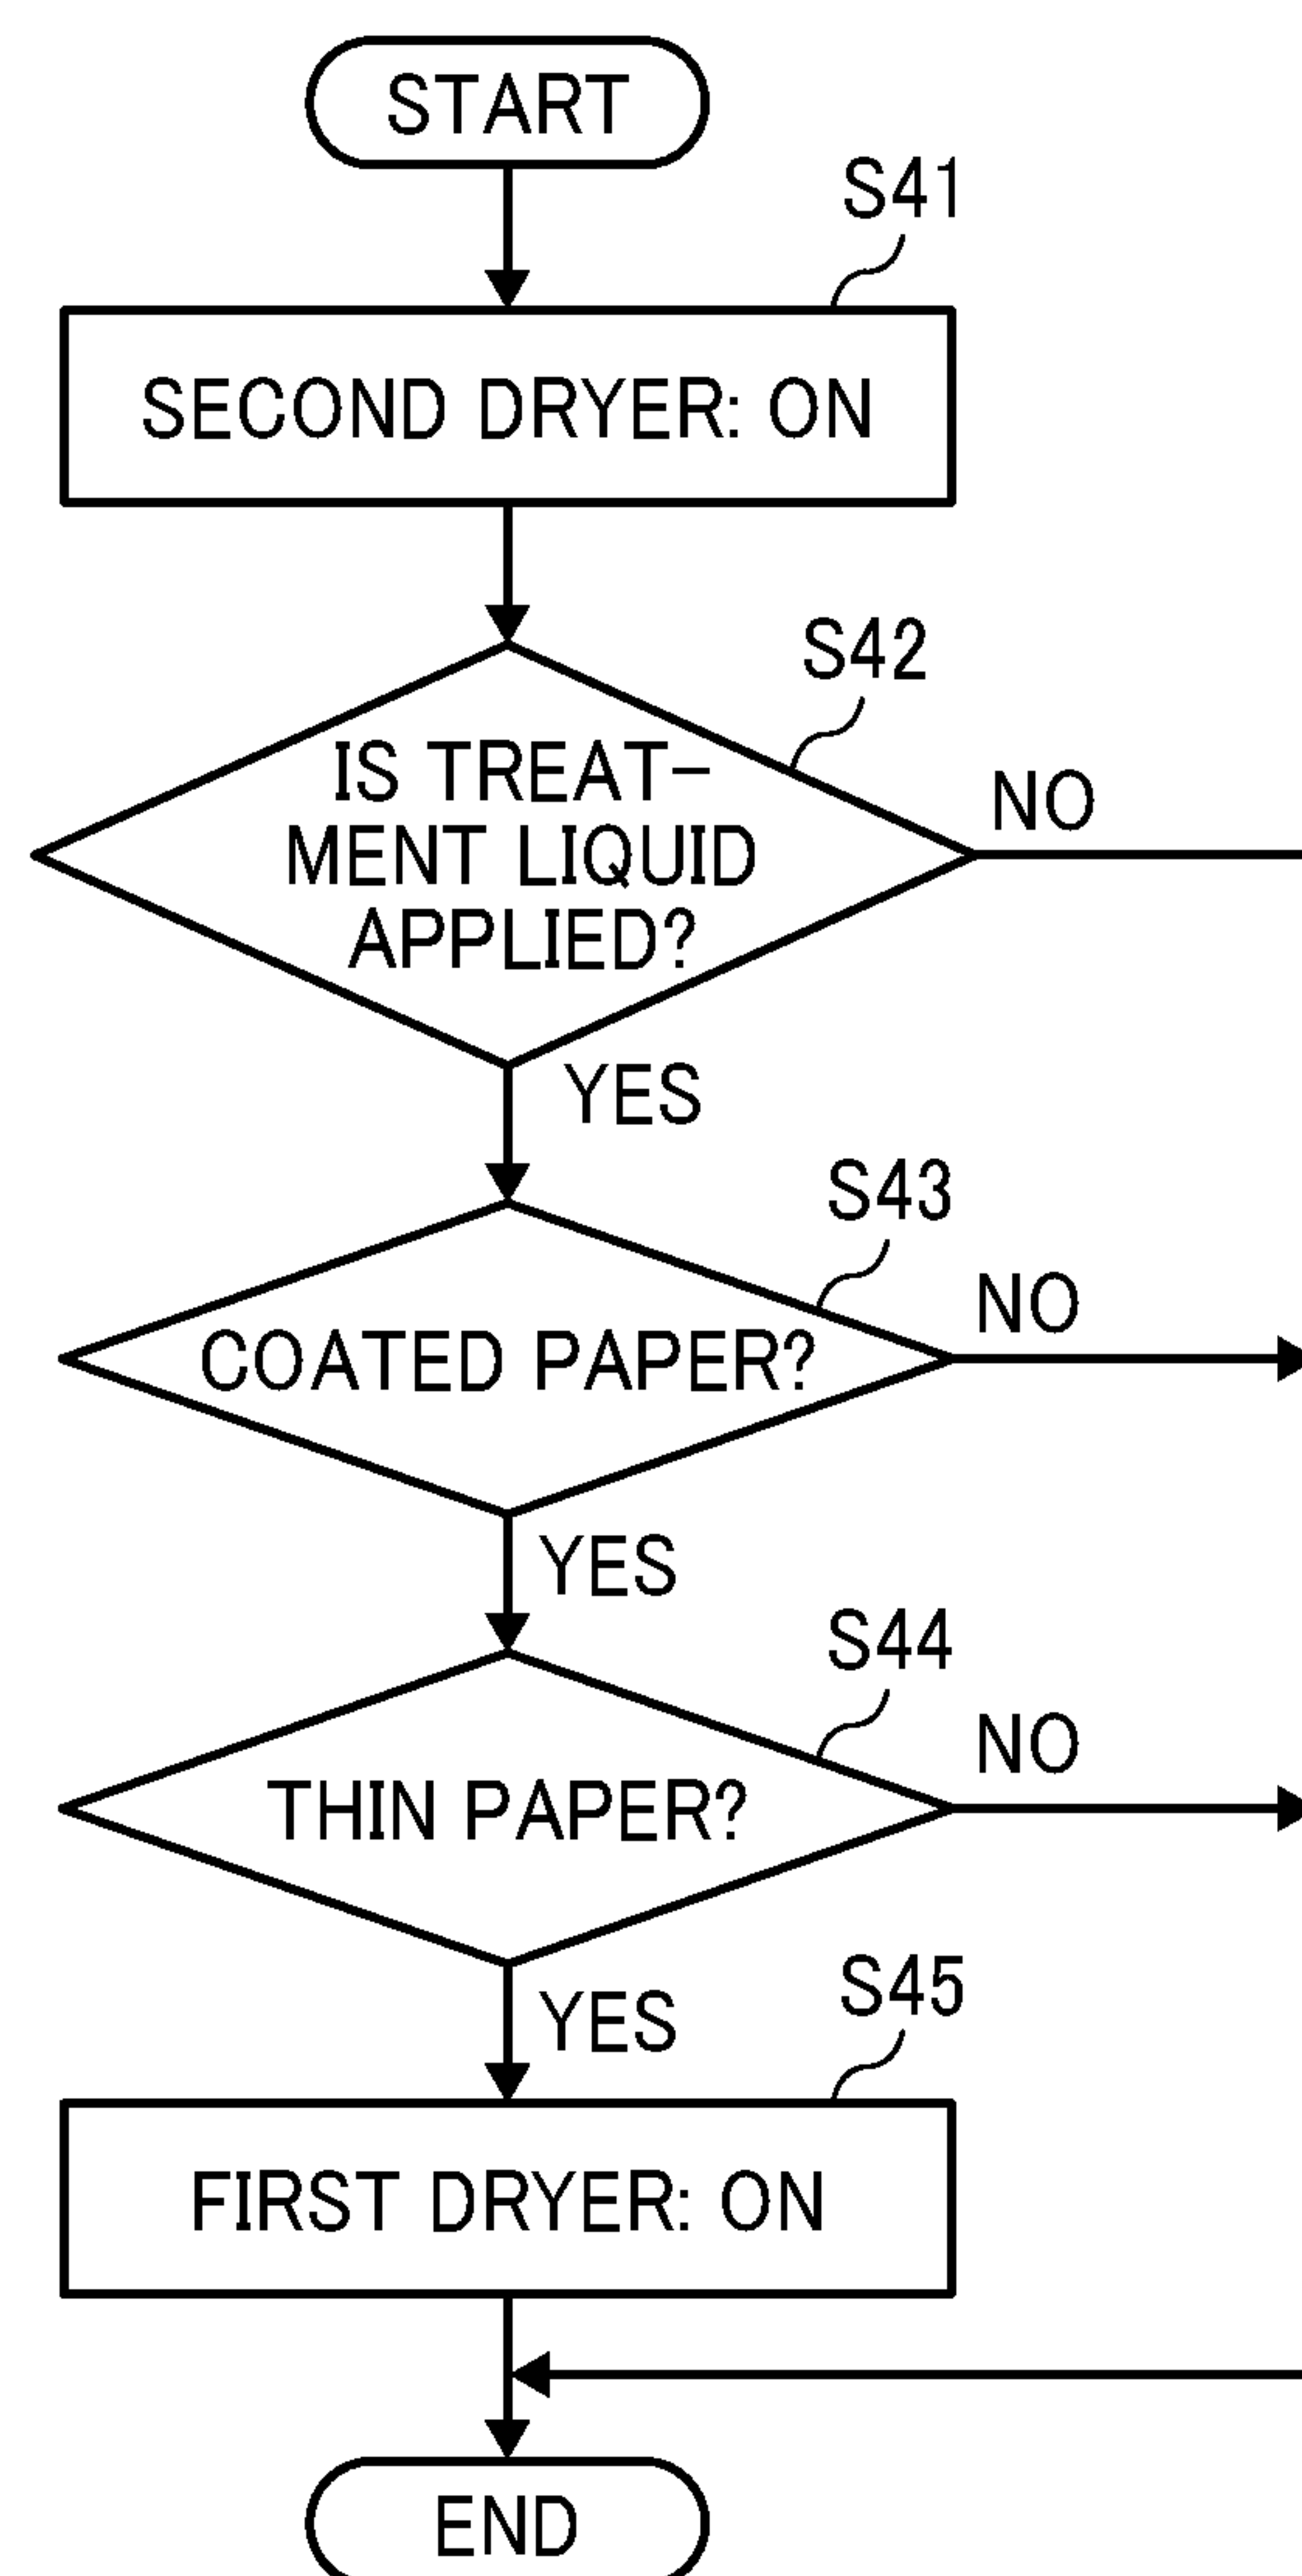 START
S41
SECOND DRYER: ON
S42
IS TREAT-
MENT LIQUID
APPLIED?
NO
YES
S43
COATED PAPER?
NO
YES
S44
THIN PAPER?
NO
YES
S45
FIRST DRYER: ON
END